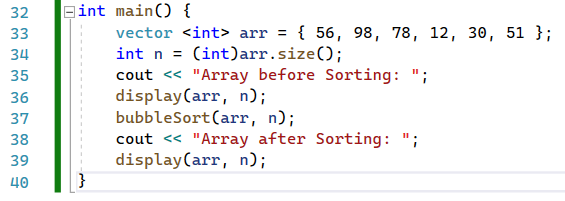 32 int main() {
33 vector <int> arr = { 56, 98, 78, 12, 30, 51 };
34 int n = (int)arr.size();
35 cout << "Array before Sorting: ";
36 display(arr, n);
37 bubbleSort(arr, n);
38 cout << "Array after Sorting: ";
39 display(arr, n);
40 }